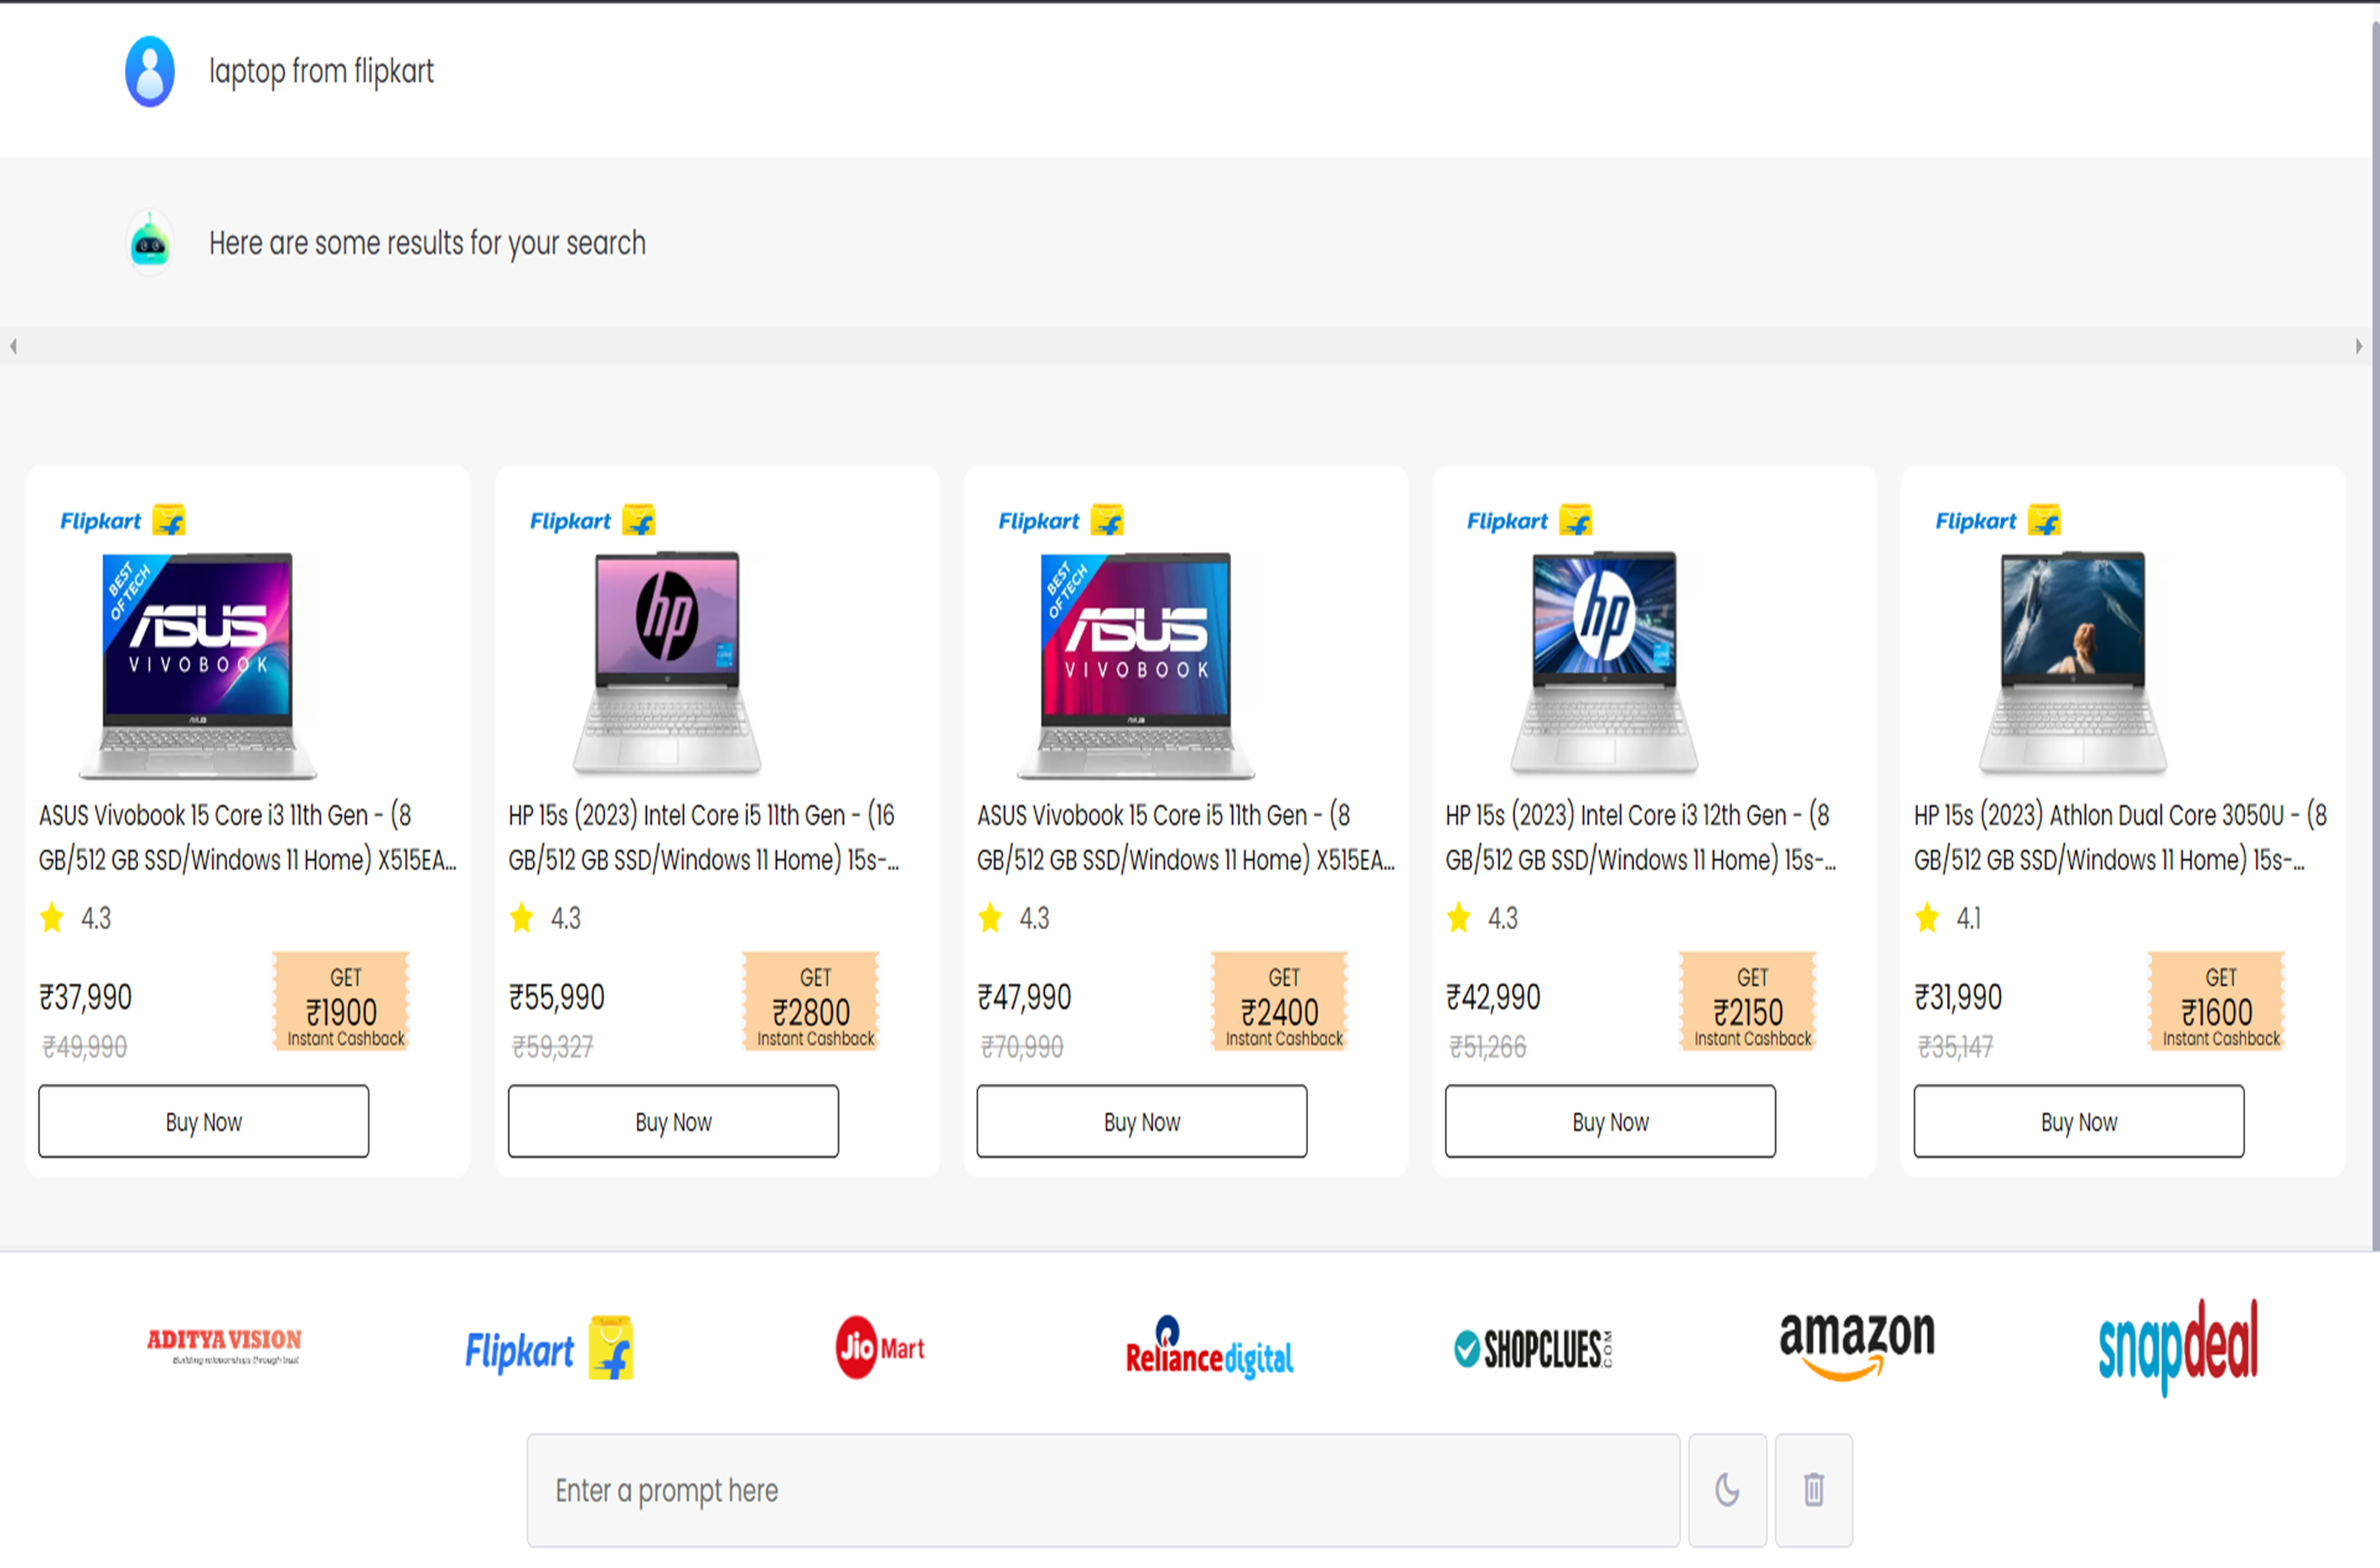 laptop from flipkart
Here are some results for your search
Flipkart
BEST
OF TECH
ASUS
VIVOBOOK
ASUS Vivobook 15 Core i3 11th Gen - (8
GB/512 GB SSD/Windows 11 Home) X515EA...
4.3
₹37,990
₹49,990
GET
₹1900
Instant Cashback
Buy Now
Flipkart
hp
HP 15s (2023) Intel Core i5 11th Gen - (16
GB/512 GB SSD/Windows 11 Home) 15s-...
4.3
₹55,990
₹59,327
GET
₹2800
Instant Cashback
Buy Now
Flipkart
BEST
OF TECH
ASUS
VIVOBOOK
ASUS Vivobook 15 Core i5 11th Gen - (8
GB/512 GB SSD/Windows 11 Home) X515EA...
4.3
₹47,990
₹70,990
GET
₹2400
Instant Cashback
Buy Now
Flipkart
hp
HP 15s (2023) Intel Core i3 12th Gen - (8
GB/512 GB SSD/Windows 11 Home) 15s-...
4.3
₹42,990
₹51,266
GET
₹2150
Instant Cashback
Buy Now
Flipkart
HP 15s (2023) Athlon Dual Core 3050U - (8
GB/512 GB SSD/Windows 11 Home) 15s-...
4.1
₹31,990
₹35,147
GET
₹1600
Instant Cashback
Buy Now
ADITYA VISION
Building relationships through trust
Flipkart
Jio Mart
Reliance digital
SHOPCLUES.COM
amazon
snapdeal
Enter a prompt here